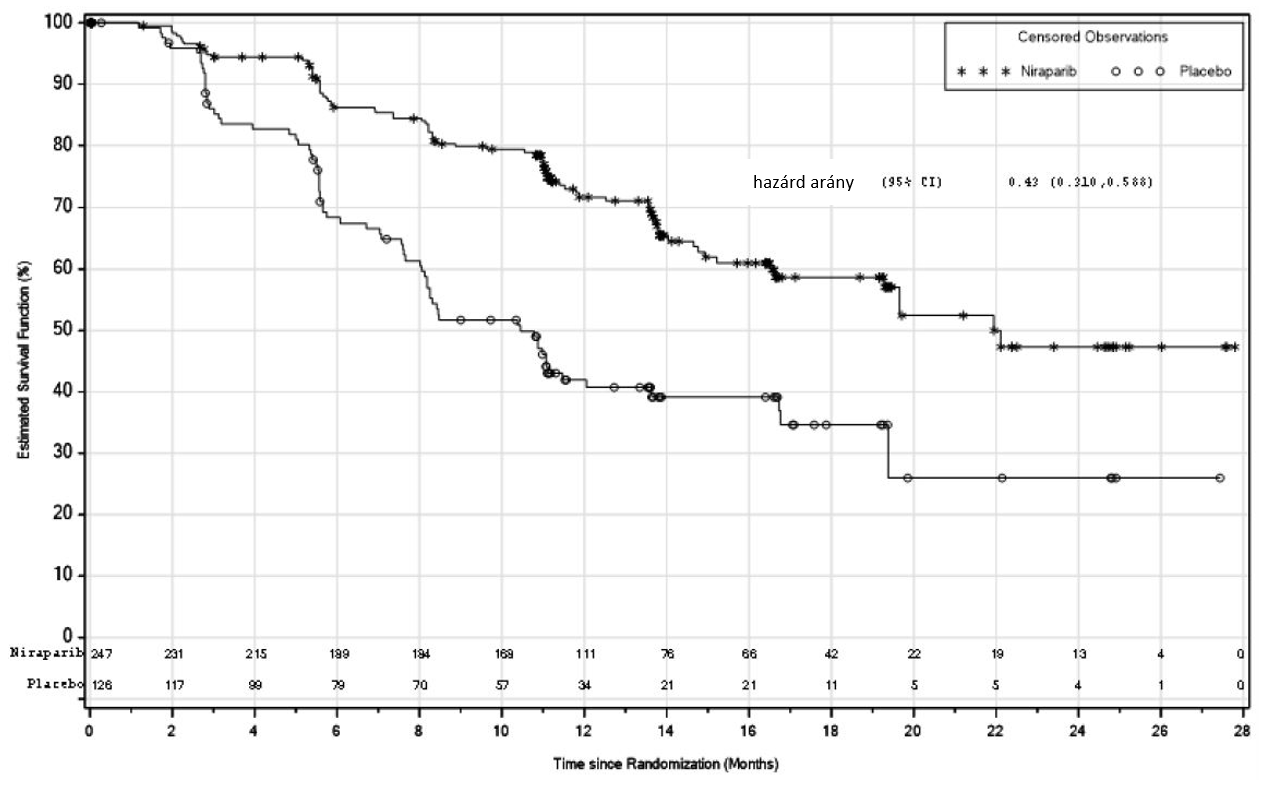 100
90
80
70
60
50
40
30
20
10
0
Estimated Survival Function (%)
Censored Observations
Niraparib Placebo
hazárd arány (95% CI) 0.43 (0.310,0.588)
Niraparib 247 231 215 189 184 168 111 76 66 42 22 19 13 4 0
Placebo 126 117 99 79 70 57 34 21 21 11 5 5 4 1 0
0 2 4 6 8 10 12 14 16 18 20 22 24 26 28
Time since Randomization (Months)